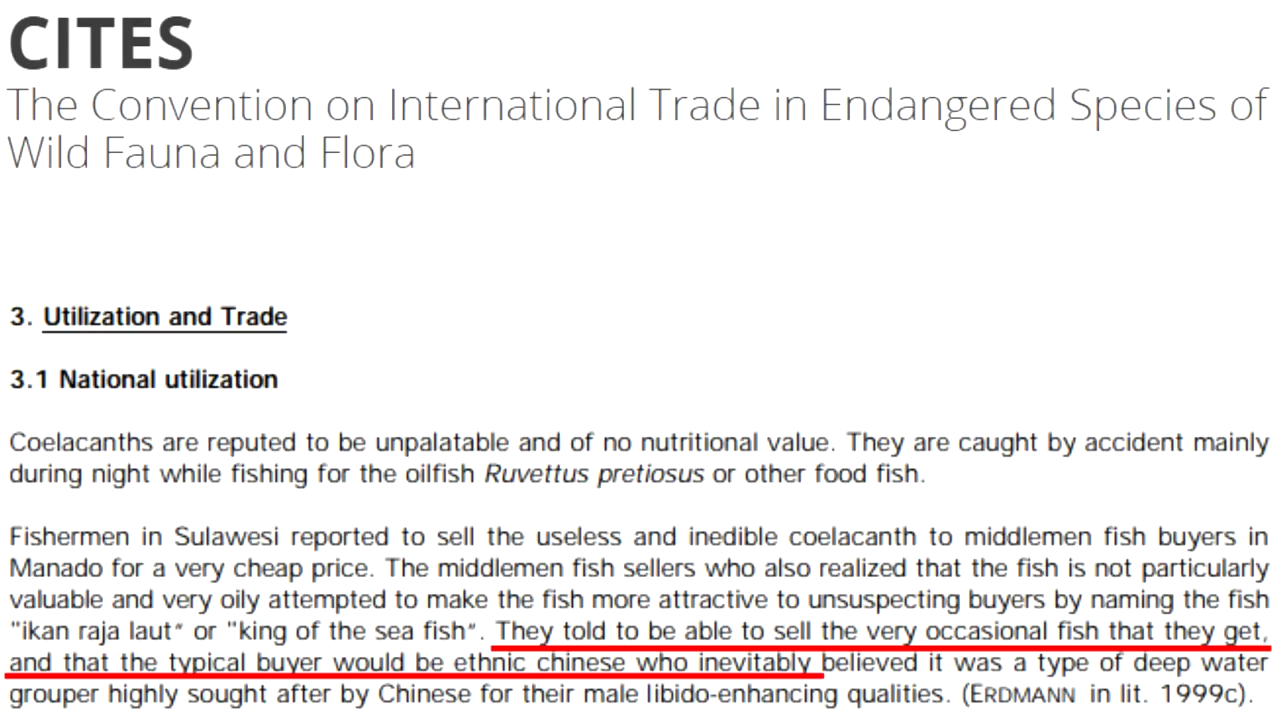 CITES
The Convention on International Trade in Endangered Species of
Wild Fauna and Flora
3. Utilization and Trade
3.1 National utilization
Coelacanths are reputed to be unpalatable and of no nutritional value. They are caught by accident mainly
during night while fishing for the oilfish Ruvettus pretiosus or other food fish.
Fishermen in Sulawesi reported to sell the useless and inedible coelacanth to middlemen fish buyers in
Manado for a very cheap price. The middlemen fish sellers who also realized that the fish is not particularly
valuable and very oily attempted to make the fish more attractive to unsuspecting buyers by naming the fish
"ikan raja laut" or "king of the sea fish". They told to be able to sell the very occasional fish that they get,
and that the typical buyer would be ethnic chinese who inevitably believed it was a type of deep water
grouper highly sought after by Chinese for their male libido-enhancing qualities. (ERDMANN in lit. 1999c).